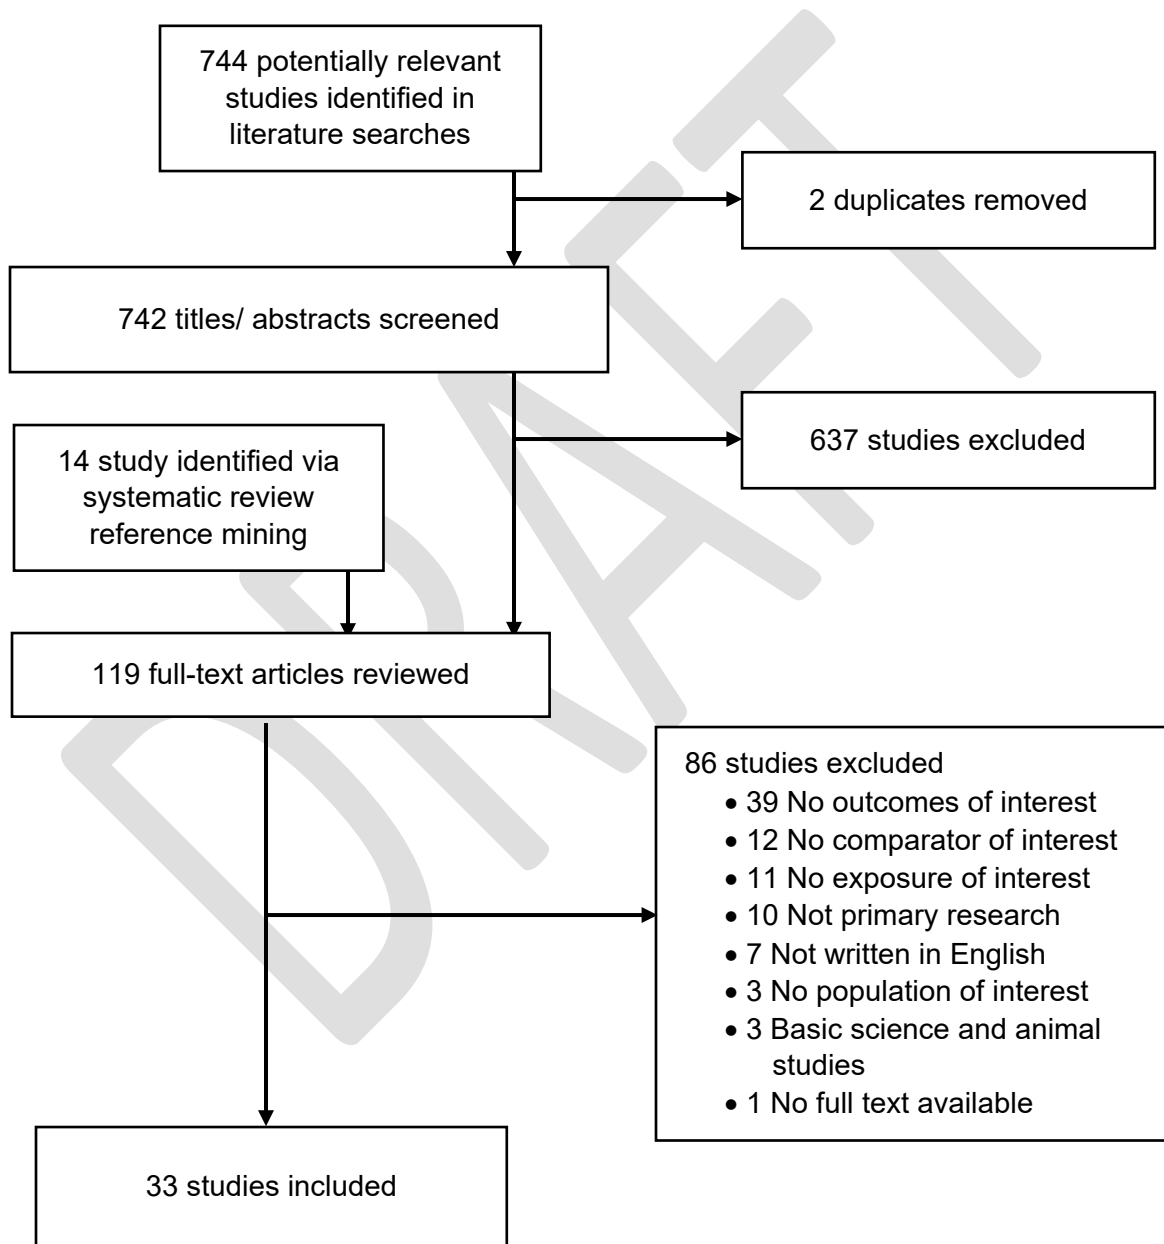 744 potentially relevant
studies identified in
literature searches
2 duplicates removed
742 titles/ abstracts screened
637 studies excluded
14 study identified via
systematic review
reference mining
119 full-text articles reviewed
86 studies excluded
• 39 No outcomes of interest
• 12 No comparator of interest
• 11 No exposure of interest
• 10 Not primary research
• 7 Not written in English
• 3 No population of interest
• 3 Basic science and animal
studies
• 1 No full text available
33 studies included
DRAFT